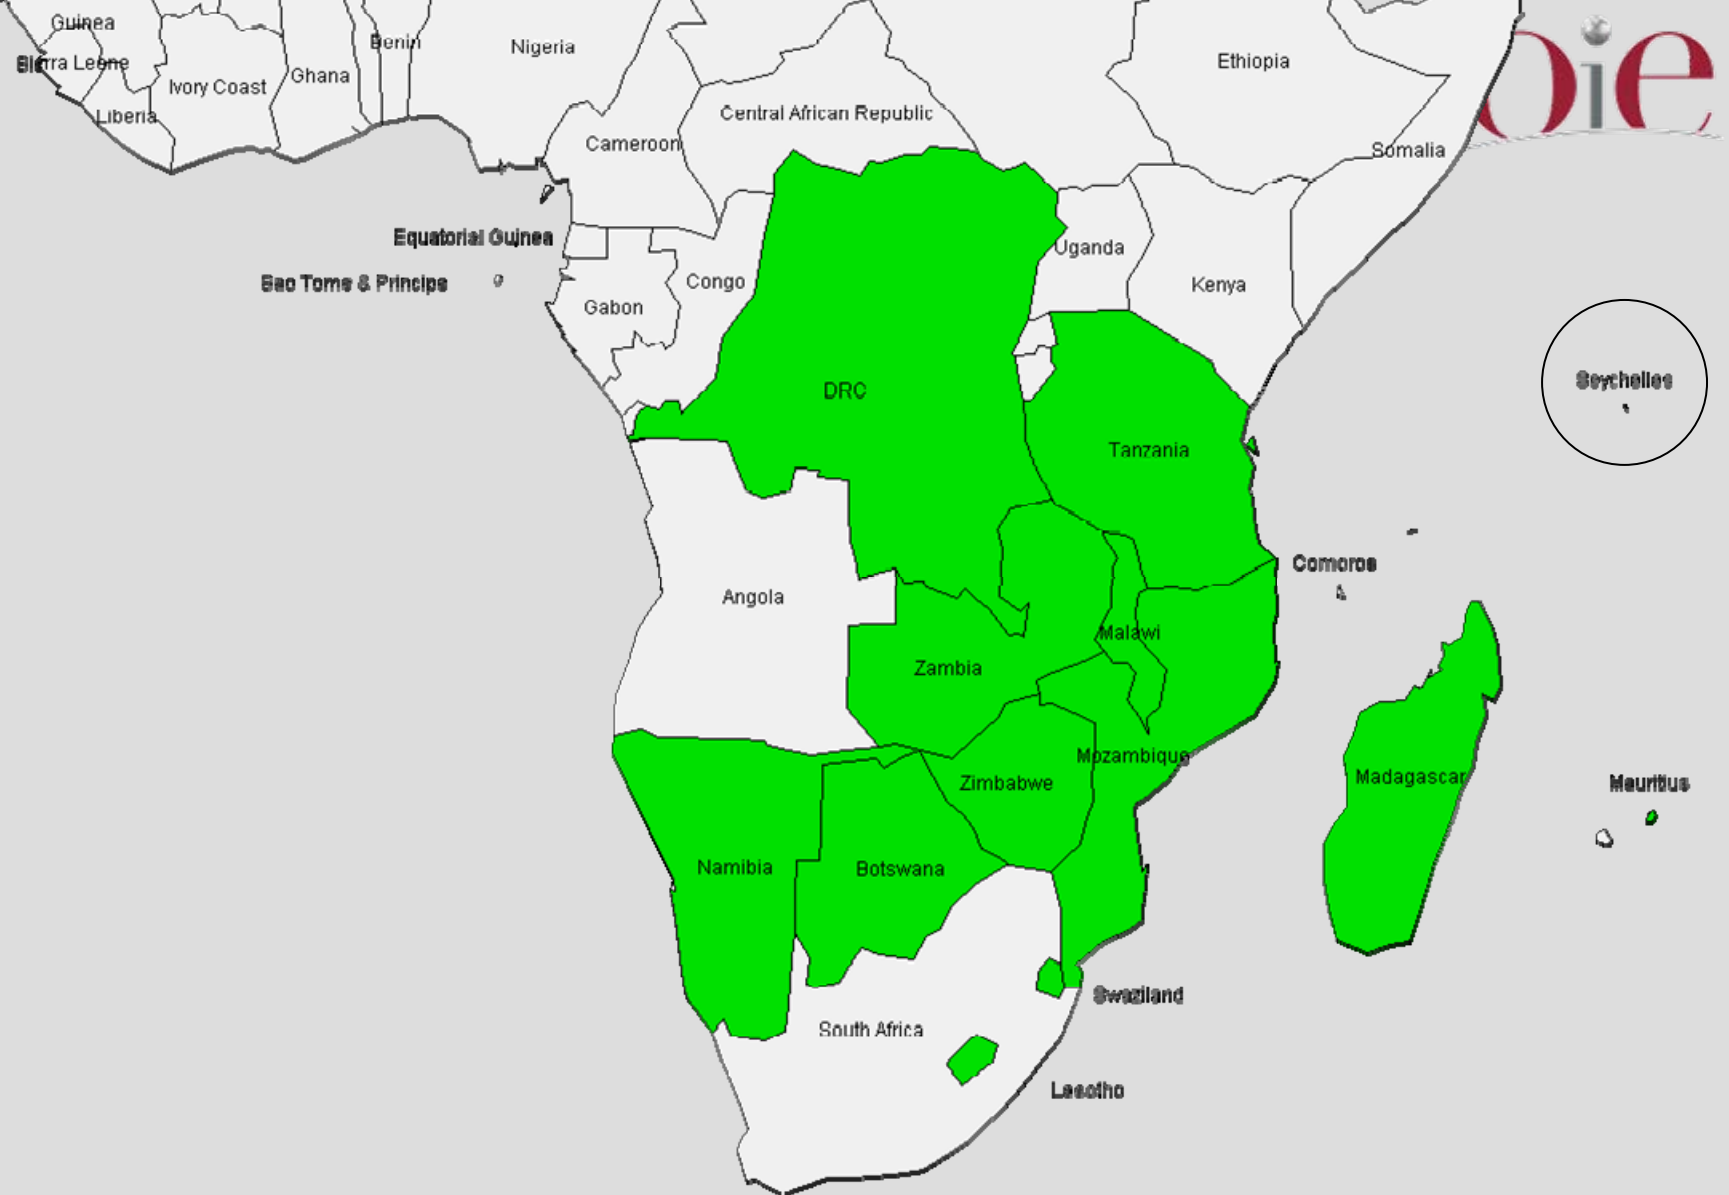 Guinea
Sierra Leone
Liberia
Ivory Coast
Ghana
Benin
Nigeria
Cameroon
Central African Republic
Ethiopia
Somalia
oie
Equatorial Guinea
Sao Tome & Principe
Gabon
Congo
Uganda
Kenya
DRC
Tanzania
Seychelles
Comoros
Angola
Zambia
Malawi
Mozambique
Zimbabwe
Madagascar
Mauritius
Namibia
Botswana
Swaziland
South Africa
Lesotho